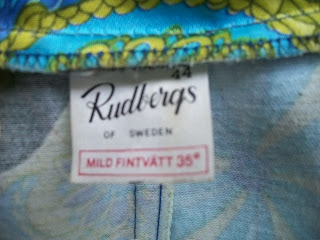 44
Rudbergs
OF SWEDEN
MILD FINTVÄTT 35°